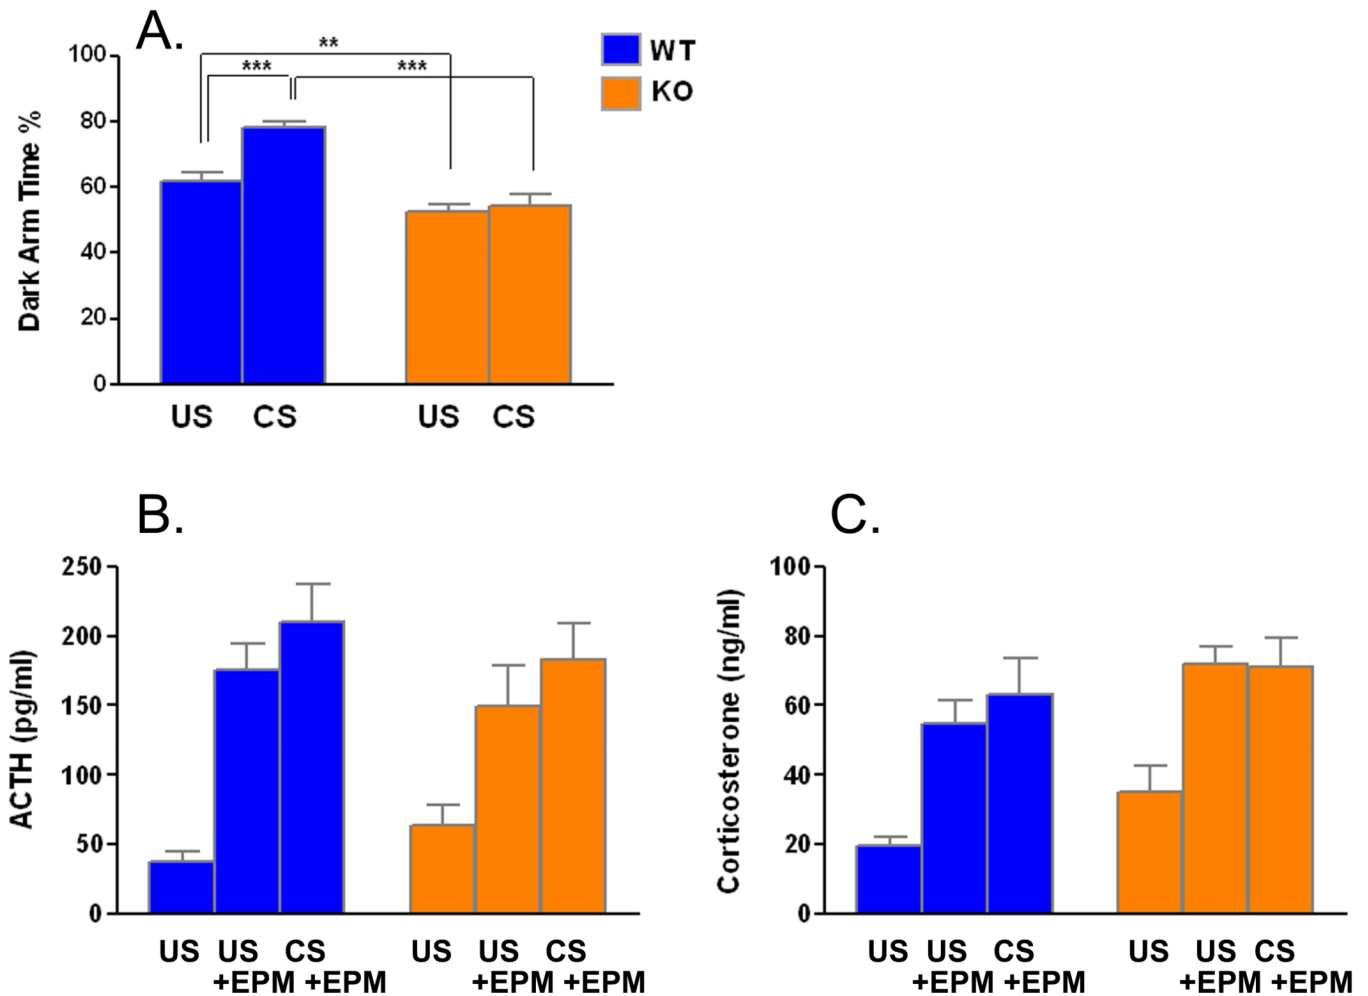 A.
** 
***
***
WT
KO
100
80
60
40
20
0
Dark Arm Time %
US CS US CS
B.
250
200
150
100
50
0
ACTH (pg/ml)
US US CS US US CS
+EPM +EPM +EPM +EPM
C.
100
80
60
40
20
0
Corticosterone (ng/ml)
US US CS US US CS
+EPM +EPM +EPM +EPM